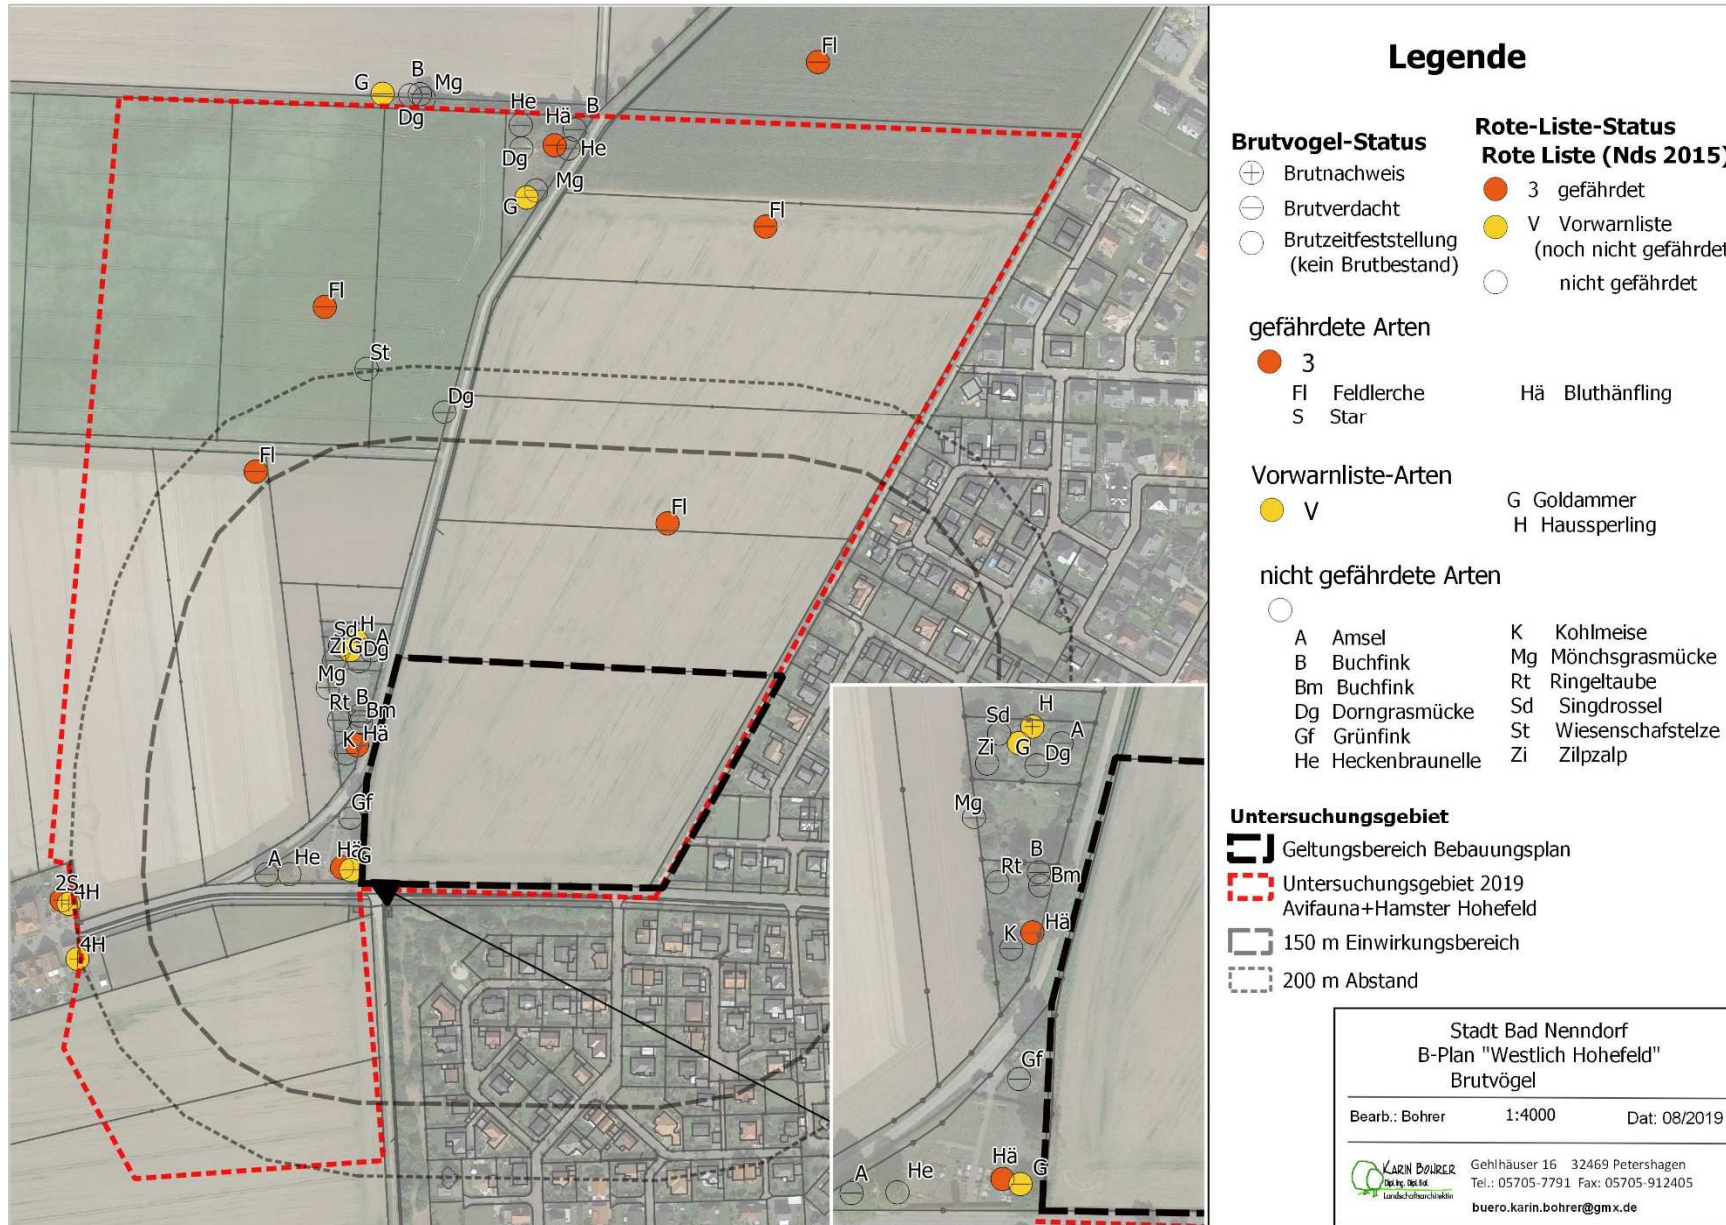 Fl
G
B
Mg
Dg
He
Hä
B
Dg
He
Mg
G
Fl
Fl
St
Dg
Fl
Fl
H
Sd
A
Zi
G
Dg
Mg
Rt
B
Bm
K
Hä
Gf
A
He
Hä
G
2S
4H
4H
H
Sd
A
Zi
G
Dg
Mg
B
Rt
Bm
Hä
K
Gf
Hä
A
He
G
Legende
Brutvogel-Status
Brutnachweis
Brutverdacht
Brutzeitfeststellung
(kein Brutbestand)
Rote-Liste-Status
Rote Liste (Nds 2015)
3 gefährdet
V Vorwarnliste
(noch nicht gefährdet
nicht gefährdet
gefährdete Arten
3
Fl Feldlerche
S Star
Hä Bluthänfling
Vorwarnliste-Arten
V
G Goldammer
H Haussperling
nicht gefährdete Arten
A Amsel
B Buchfink
Bm Buchfink
Dg Dorngrasmücke
Gf Grünfink
He Heckenbraunelle
K Kohlmeise
Mg Mönchsgrasmücke
Rt Ringeltaube
Sd Singdrossel
St Wiesenschafstelze
Zi Zilpzalp
Untersuchungsgebiet
Geltungsbereich Bebauungsplan
Untersuchungsgebiet 2019
Avifauna+Hamster Hohefeld
150 m Einwirkungsbereich
200 m Abstand
Stadt Bad Nenndorf
B-Plan "Westlich Hohefeld"
Brutvögel
Bearb.: Bohrer 1:4000 Dat: 08/2019
KARIN BOHRER
Dipl.Ing. Dipl.Biol.
Landschaftsarchitektin
Gehlhäuser 16 32469 Petershagen
Tel.: 05705-7791 Fax: 05705-912405
buero.karin.bohrer@gmx.de